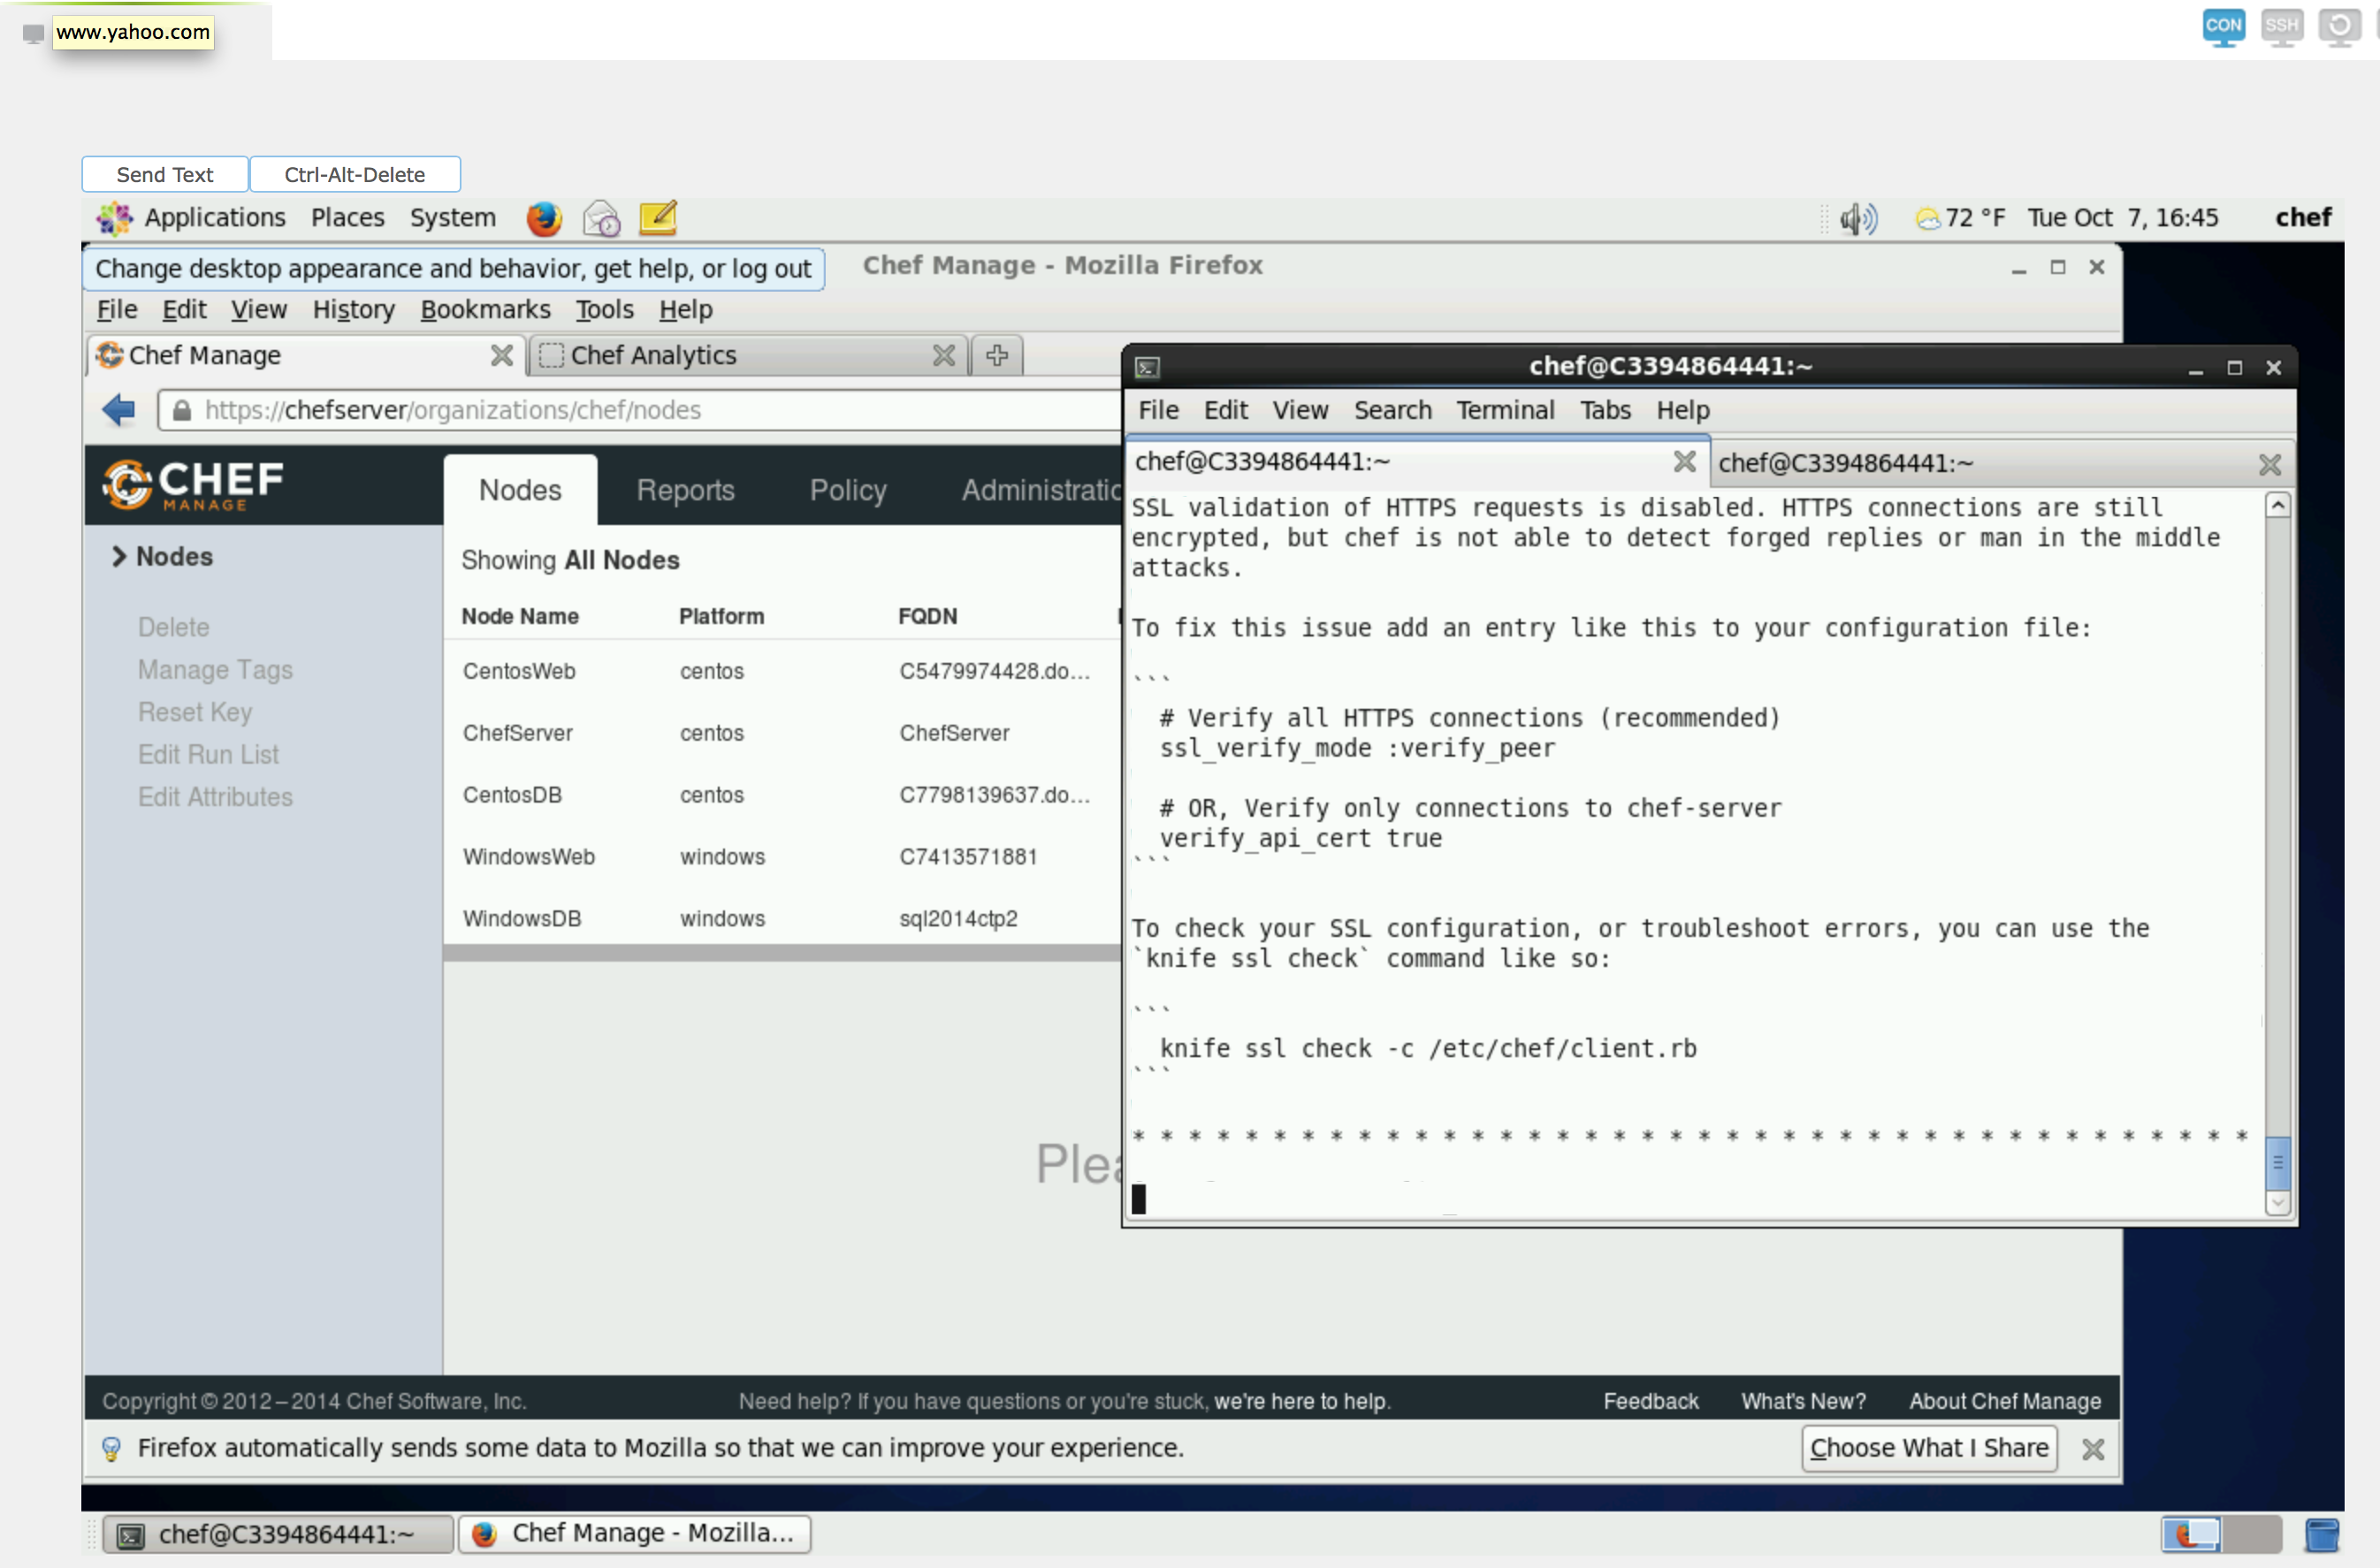 www.yahoo.com
CON SSH
Send Text Ctrl-Alt-Delete
Applications Places System 72 °F Tue Oct 7, 16:45 chef
Change desktop appearance and behavior, get help, or log out
Chef Manage - Mozilla Firefox
File Edit View History Bookmarks Tools Help
Chef Manage Chef Analytics
https://chefserver/organizations/chef/nodes
CHEF
MANAGE
Nodes Reports Policy Administratio
Nodes
Delete
Manage Tags
Reset Key
Edit Run List
Edit Attributes
Showing All Nodes
Node Name Platform FQDN
CentosWeb centos C5479974428.do...
ChefServer centos ChefServer
CentosDB centos C7798139637.do...
WindowsWeb windows C7413571881
WindowsDB windows sql2014ctp2
Plea
chef@C3394864441:~
File Edit View Search Terminal Tabs Help
chef@C3394864441:~ chef@C3394864441:~
SSL validation of HTTPS requests is disabled. HTTPS connections are still
encrypted, but chef is not able to detect forged replies or man in the middle
attacks.
To fix this issue add an entry like this to your configuration file:
```
# Verify all HTTPS connections (recommended)
ssl_verify_mode :verify_peer
# OR, Verify only connections to chef-server
verify_api_cert true
```
To check your SSL configuration, or troubleshoot errors, you can use the
`knife ssl check` command like so:
```
knife ssl check -c /etc/chef/client.rb
```
* * * * * * * * * * * * * * * * * * * * * * * * * * * * * * * * * * * * * * * *
Copyright © 2012 – 2014 Chef Software, Inc. Need help? If you have questions or you're stuck, we're here to help. Feedback What's New? About Chef Manage
Firefox automatically sends some data to Mozilla so that we can improve your experience. Choose What I Share
chef@C3394864441:~ Chef Manage - Mozilla...